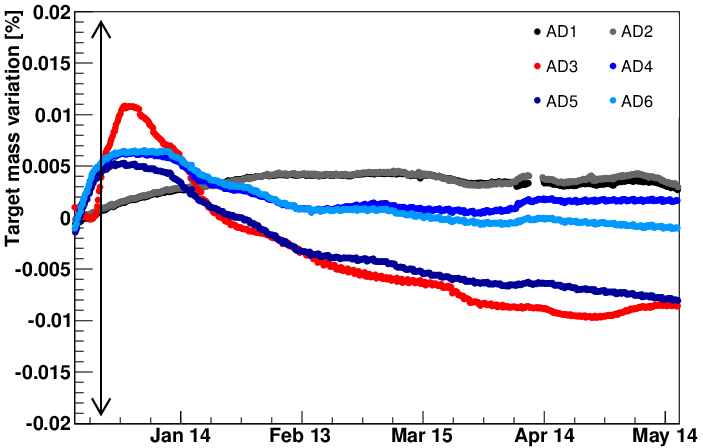 Target mass variation [%]
0.02
0.015
0.01
0.005
0
-0.005
-0.01
-0.015
-0.02
AD1 AD2
AD3 AD4
AD5 AD6
Jan 14 Feb 13 Mar 15 Apr 14 May 14